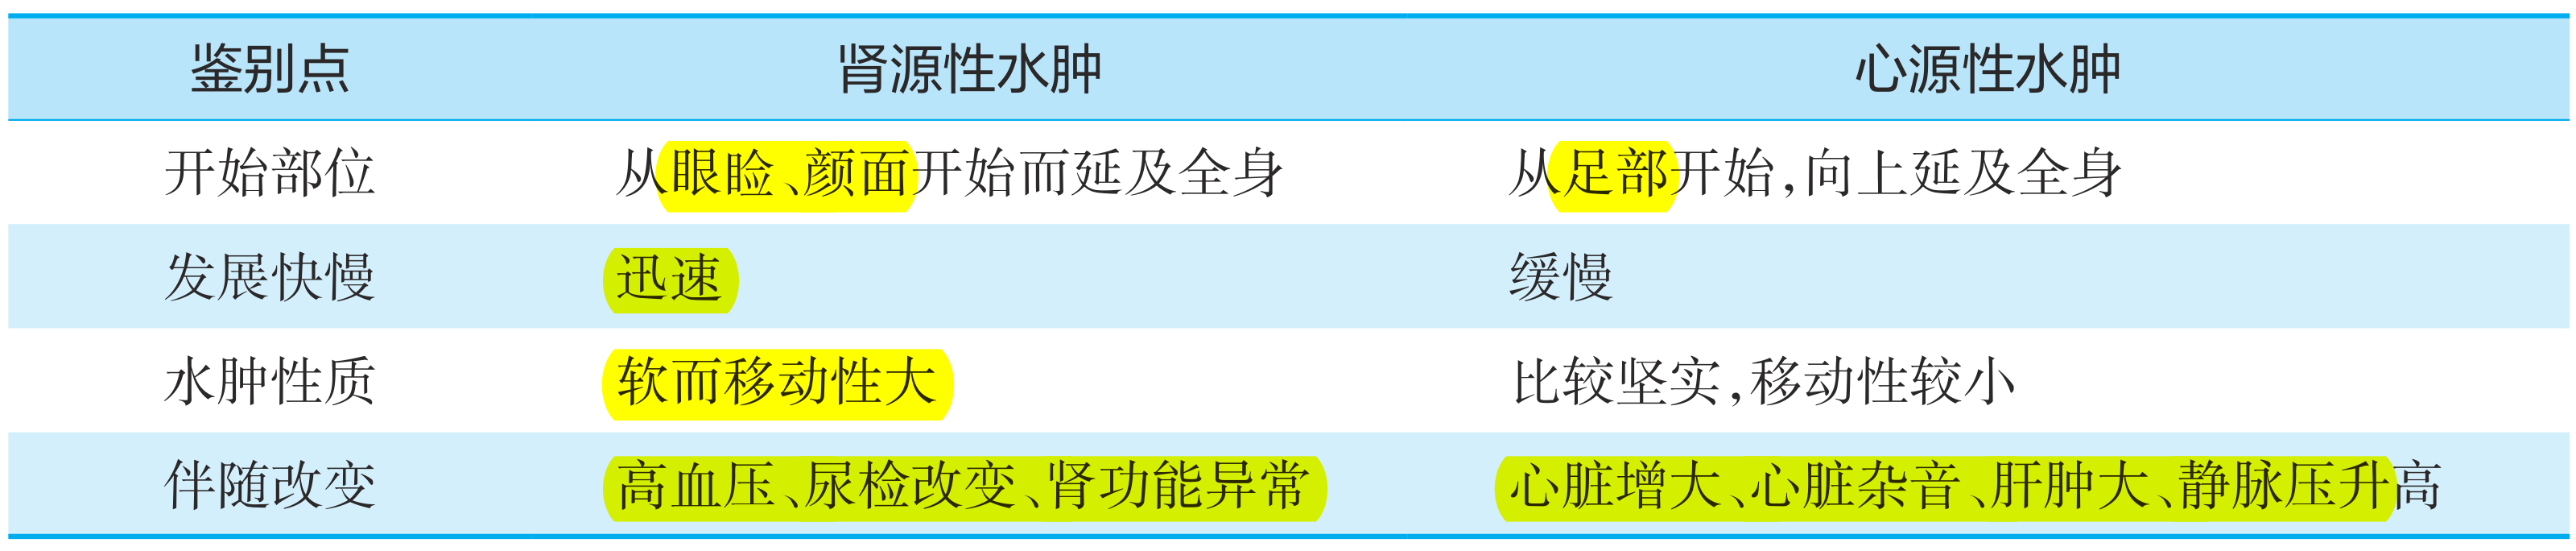 鉴别点 肾源性水肿 心源性水肿
开始部位 从眼睑、颜面开始而延及全身 从足部开始,向上延及全身
发展快慢 迅速 缓慢
水肿性质 软而移动性大 比较坚实,移动性较小
伴随改变 高血压、尿检改变、肾功能异常 心脏增大、心脏杂音、肝肿大、静脉压升高